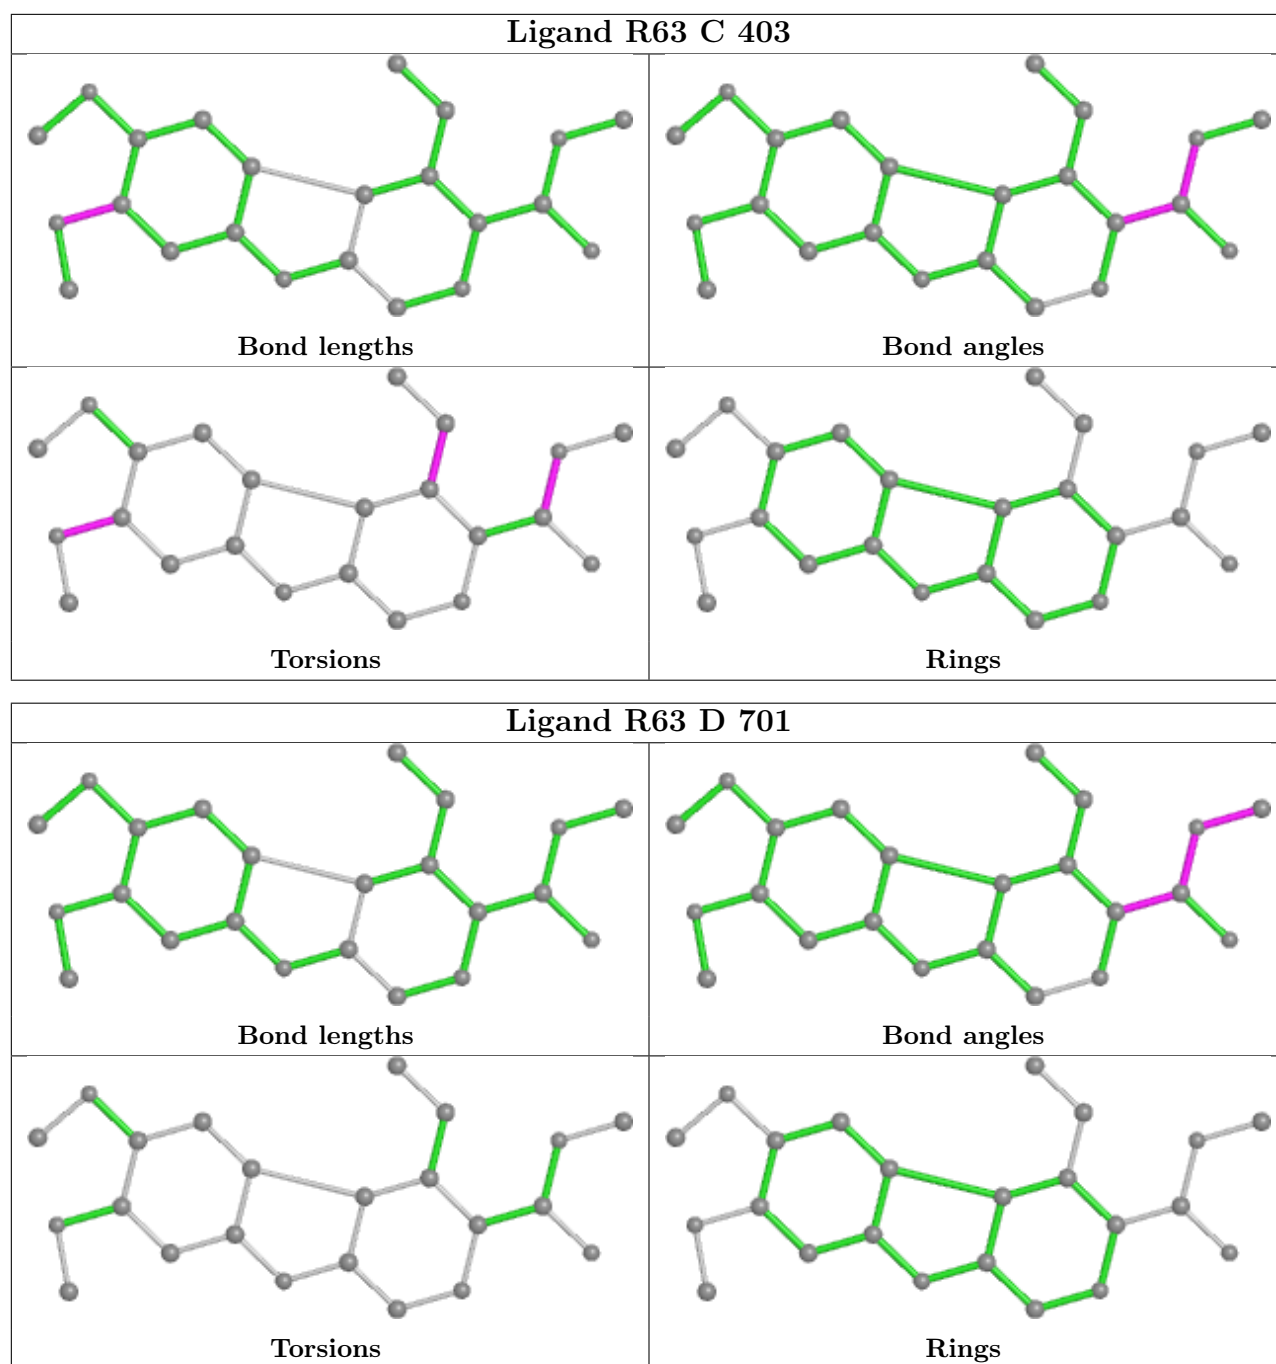 Ligand R63 C 403
Bond lengths
Bond angles
Torsions
Rings
Ligand R63 D 701
Bond lengths
Bond angles
Torsions
Rings